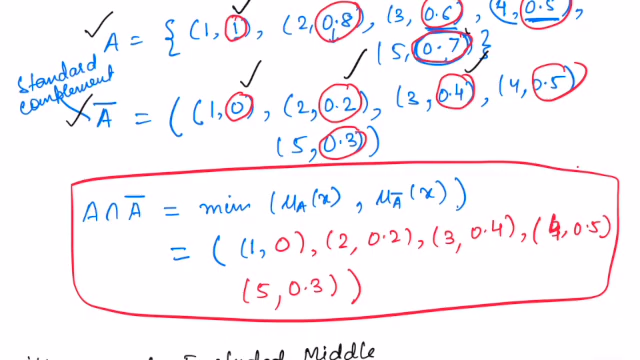 A = { (1, 1), (2, 0.8), (3, 0.6), (4, 0.5),
(5, 0.7) }
Standard
complement
A̅ = ( (1, 0), (2, 0.2), (3, 0.4), (4, 0.5)
(5, 0.3) )
A ∩ A̅ = min (μ_A(x), μ_A̅(x))
= ( (1, 0), (2, 0.2), (3, 0.4), (4, 0.5)
(5, 0.3) )
Excluded Middle